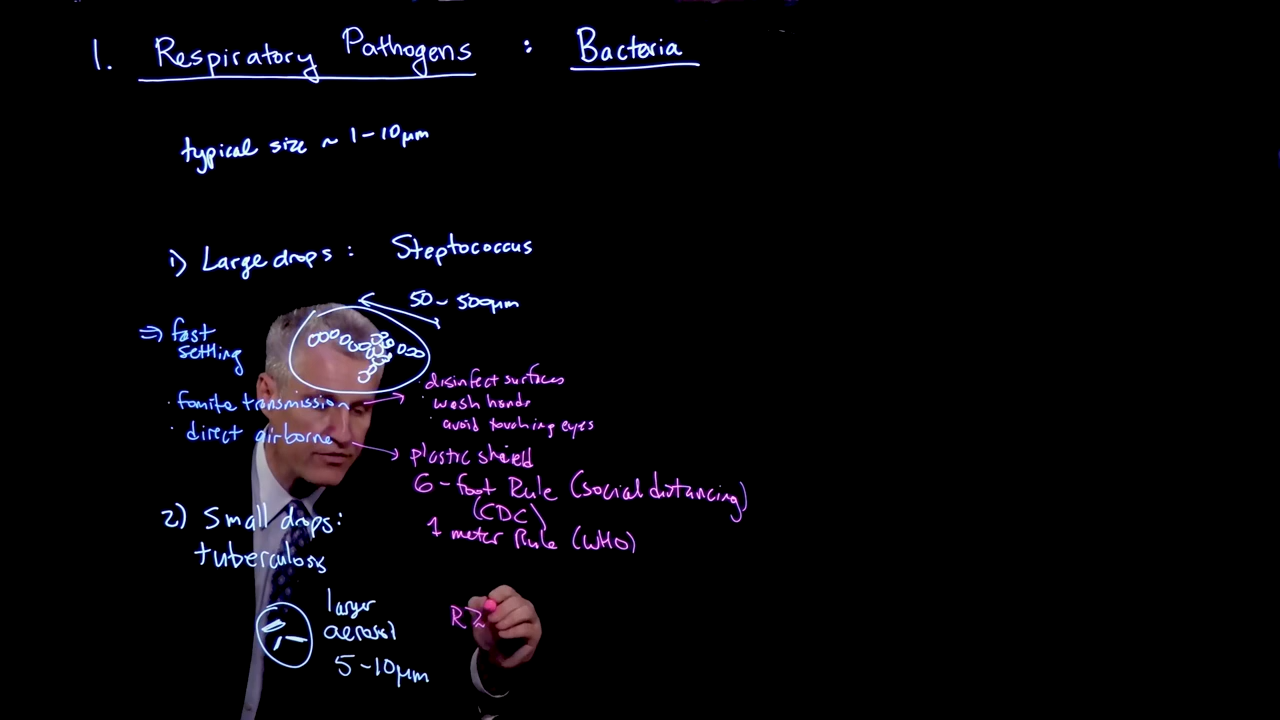 1. Respiratory Pathogens : Bacteria
typical size ~ 1-10μm
1) Large drops : Steptococcus
50 - 500μm
⇒ fast
settling
· fomite transmission
· direct airborne
· disinfect surfaces
· wash hands
· avoid touching eyes
plastic shield
6-foot Rule (social distancing)
(CDC)
1 meter Rule (WHO)
2) Small drops:
tuberculosis
larger
aerosol
5-10μm
R≥